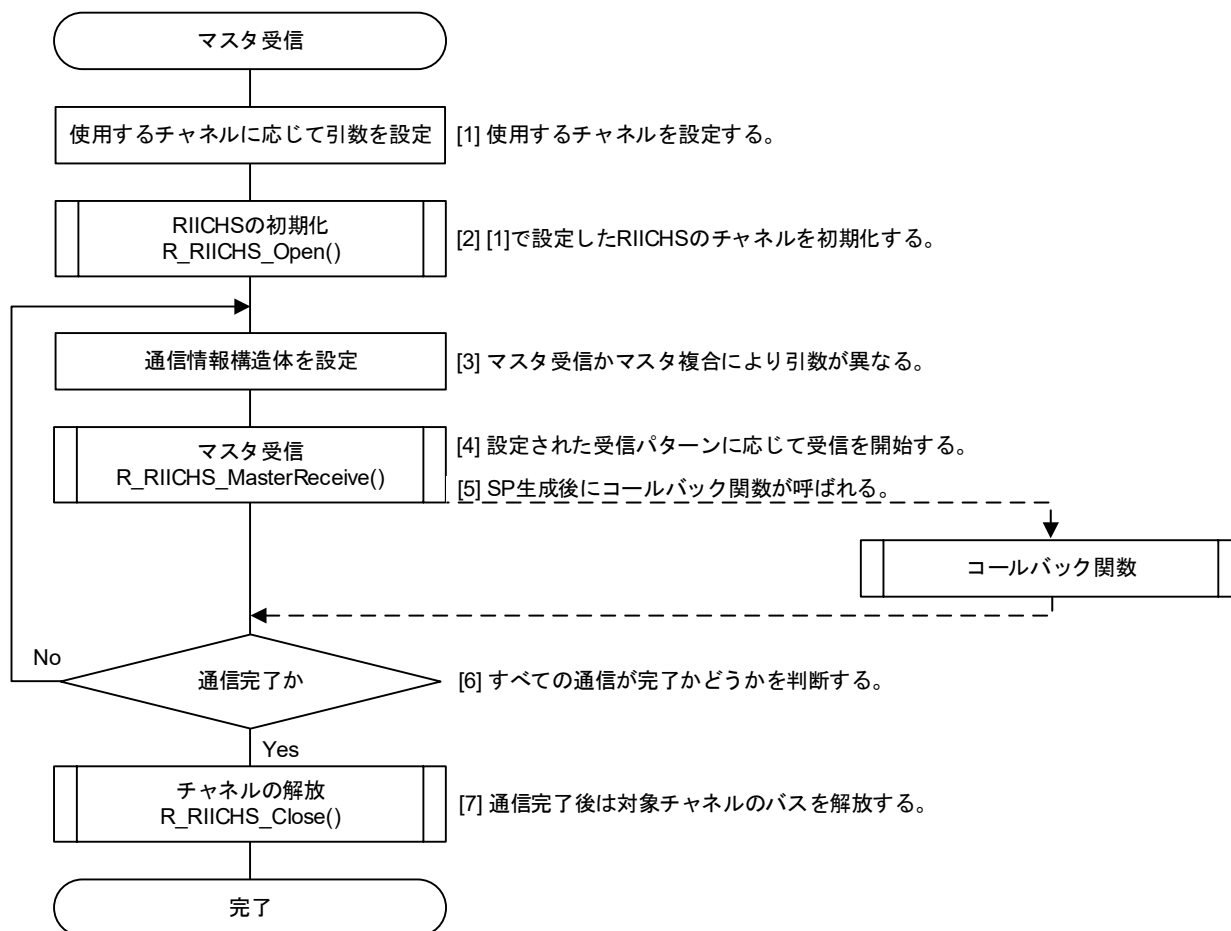 マスタ受信
使用するチャネルに応じて引数を設定
[1] 使用するチャネルを設定する。
RIICHSの初期化
R_RIICHS_Open()
[2] [1]で設定したRIICHSのチャネルを初期化する。
通信情報構造体を設定
[3] マスタ受信かマスタ複合により引数が異なる。
マスタ受信
R_RIICHS_MasterReceive()
[4] 設定された受信パターンに応じて受信を開始する。
[5] SP生成後にコールバック関数が呼ばれる。
コールバック関数
No
通信完了か
[6] すべての通信が完了かどうかを判断する。
Yes
チャネルの解放
R_RIICHS_Close()
[7] 通信完了後は対象チャネルのバスを解放する。
完了